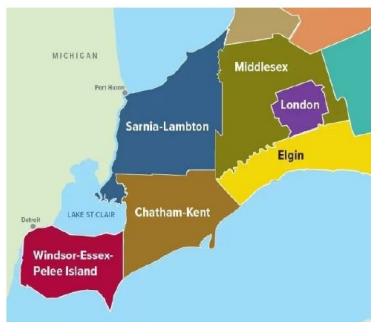 MICHIGAN
Middlesex
Port Huron
London
Sarnia-Lambton
Elgin
Chatham-Kent
LAKE ST CLAIR
Detroit
Windsor-Essex-
Pelee Island